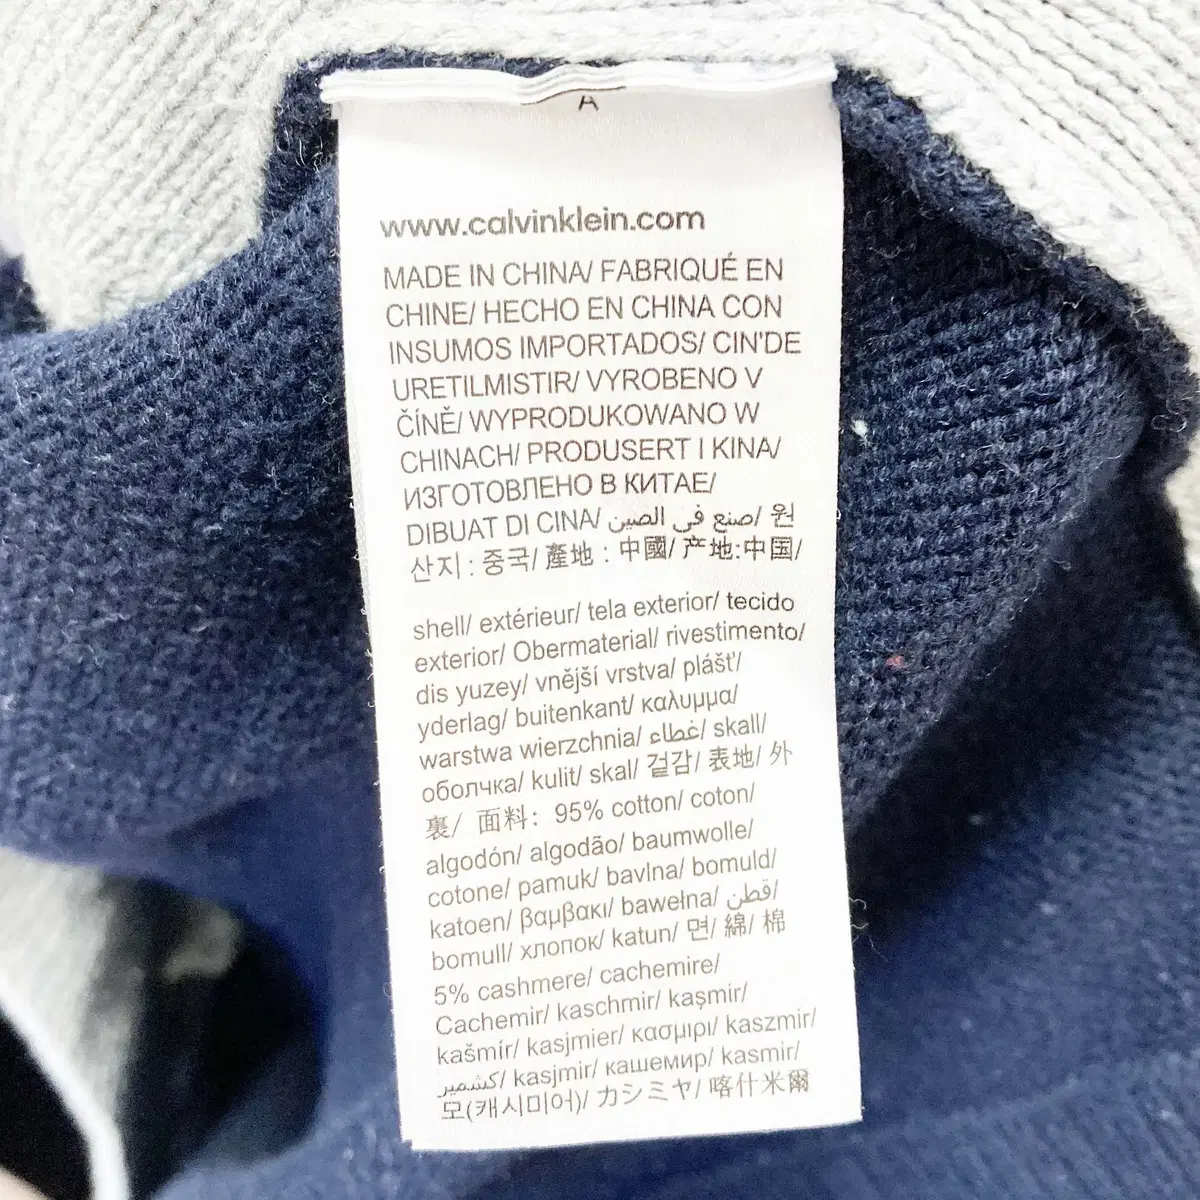 A
www.calvinklein.com
MADE IN CHINA/ FABRIQUÉ EN
CHINE/ HECHO EN CHINA CON
INSUMOS IMPORTADOS/ CIN'DE
URETILMISTIR/ VYROBENO V
ČÍNĚ/ WYPRODUKOWANO W
CHINACH/ PRODUSERT I KINA/
ИЗГОТОВЛЕНО В КИТАЕ/
DIBUAT DI CINA/ صنع في الصين/ 원
산지 : 중국/ 產地 : 中國/ 产地:中国/
shell/ extérieur/ tela exterior/ tecido
exterior/ Obermaterial/ rivestimento/
dis yuzey/ vnější vrstva/ plášť/
yderlag/ buitenkant/ καλυμμα/
warstwa wierzchnia/ غطاء/ skall/
оболчка/ kulit/ skal/ 겉감/ 表地/ 外
裏/ 面料: 95% cotton/ coton/
algodón/ algodão/ baumwolle/
cotone/ pamuk/ bavlna/ bomuld/
katoen/ βαμβακι/ bawełna/ قطن/
bomull/ хлопок/ katun/ 면/ 綿/ 棉
5% cashmere/ cachemire/
Cachemir/ kaschmir/ kaşmir/
kašmír/ kasjmier/ κασμιρι/ kaszmir/
كشمير/ kasjmir/ кашемир/ kasmir/
모(캐시미어)/ カシミヤ/ 喀什米爾